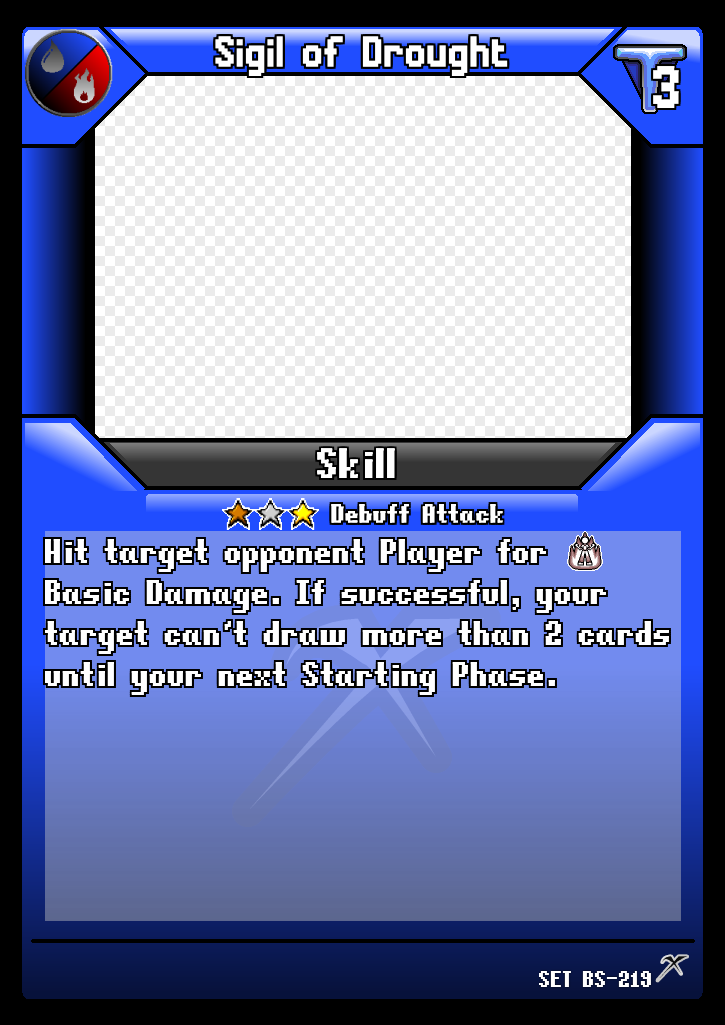 Sigil of Drought
3
Skill
Debuff Attack
Hit target opponent Player for A
Basic Damage. If successful, your
target can't draw more than 2 cards
until your next Starting Phase.
SET BS-219